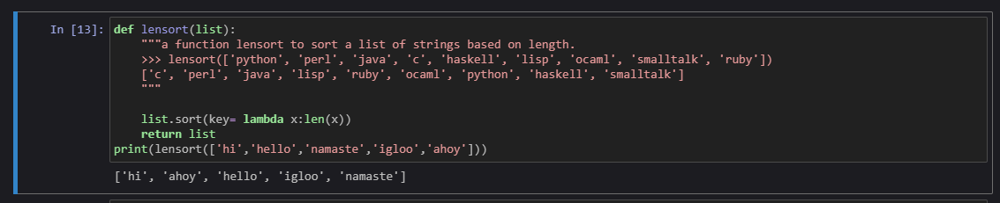 In [13]: def lensort(list):
    """a function lensort to sort a list of strings based on length.
    >>> lensort(['python', 'perl', 'java', 'c', 'haskell', 'lisp', 'ocaml', 'smalltalk', 'ruby'])
    ['c', 'perl', 'java', 'lisp', 'ruby', 'ocaml', 'python', 'haskell', 'smalltalk']
    """
    list.sort(key= lambda x:len(x))
    return list
print(lensort(['hi','hello','namaste','igloo','ahoy']))
['hi', 'ahoy', 'hello', 'igloo', 'namaste']